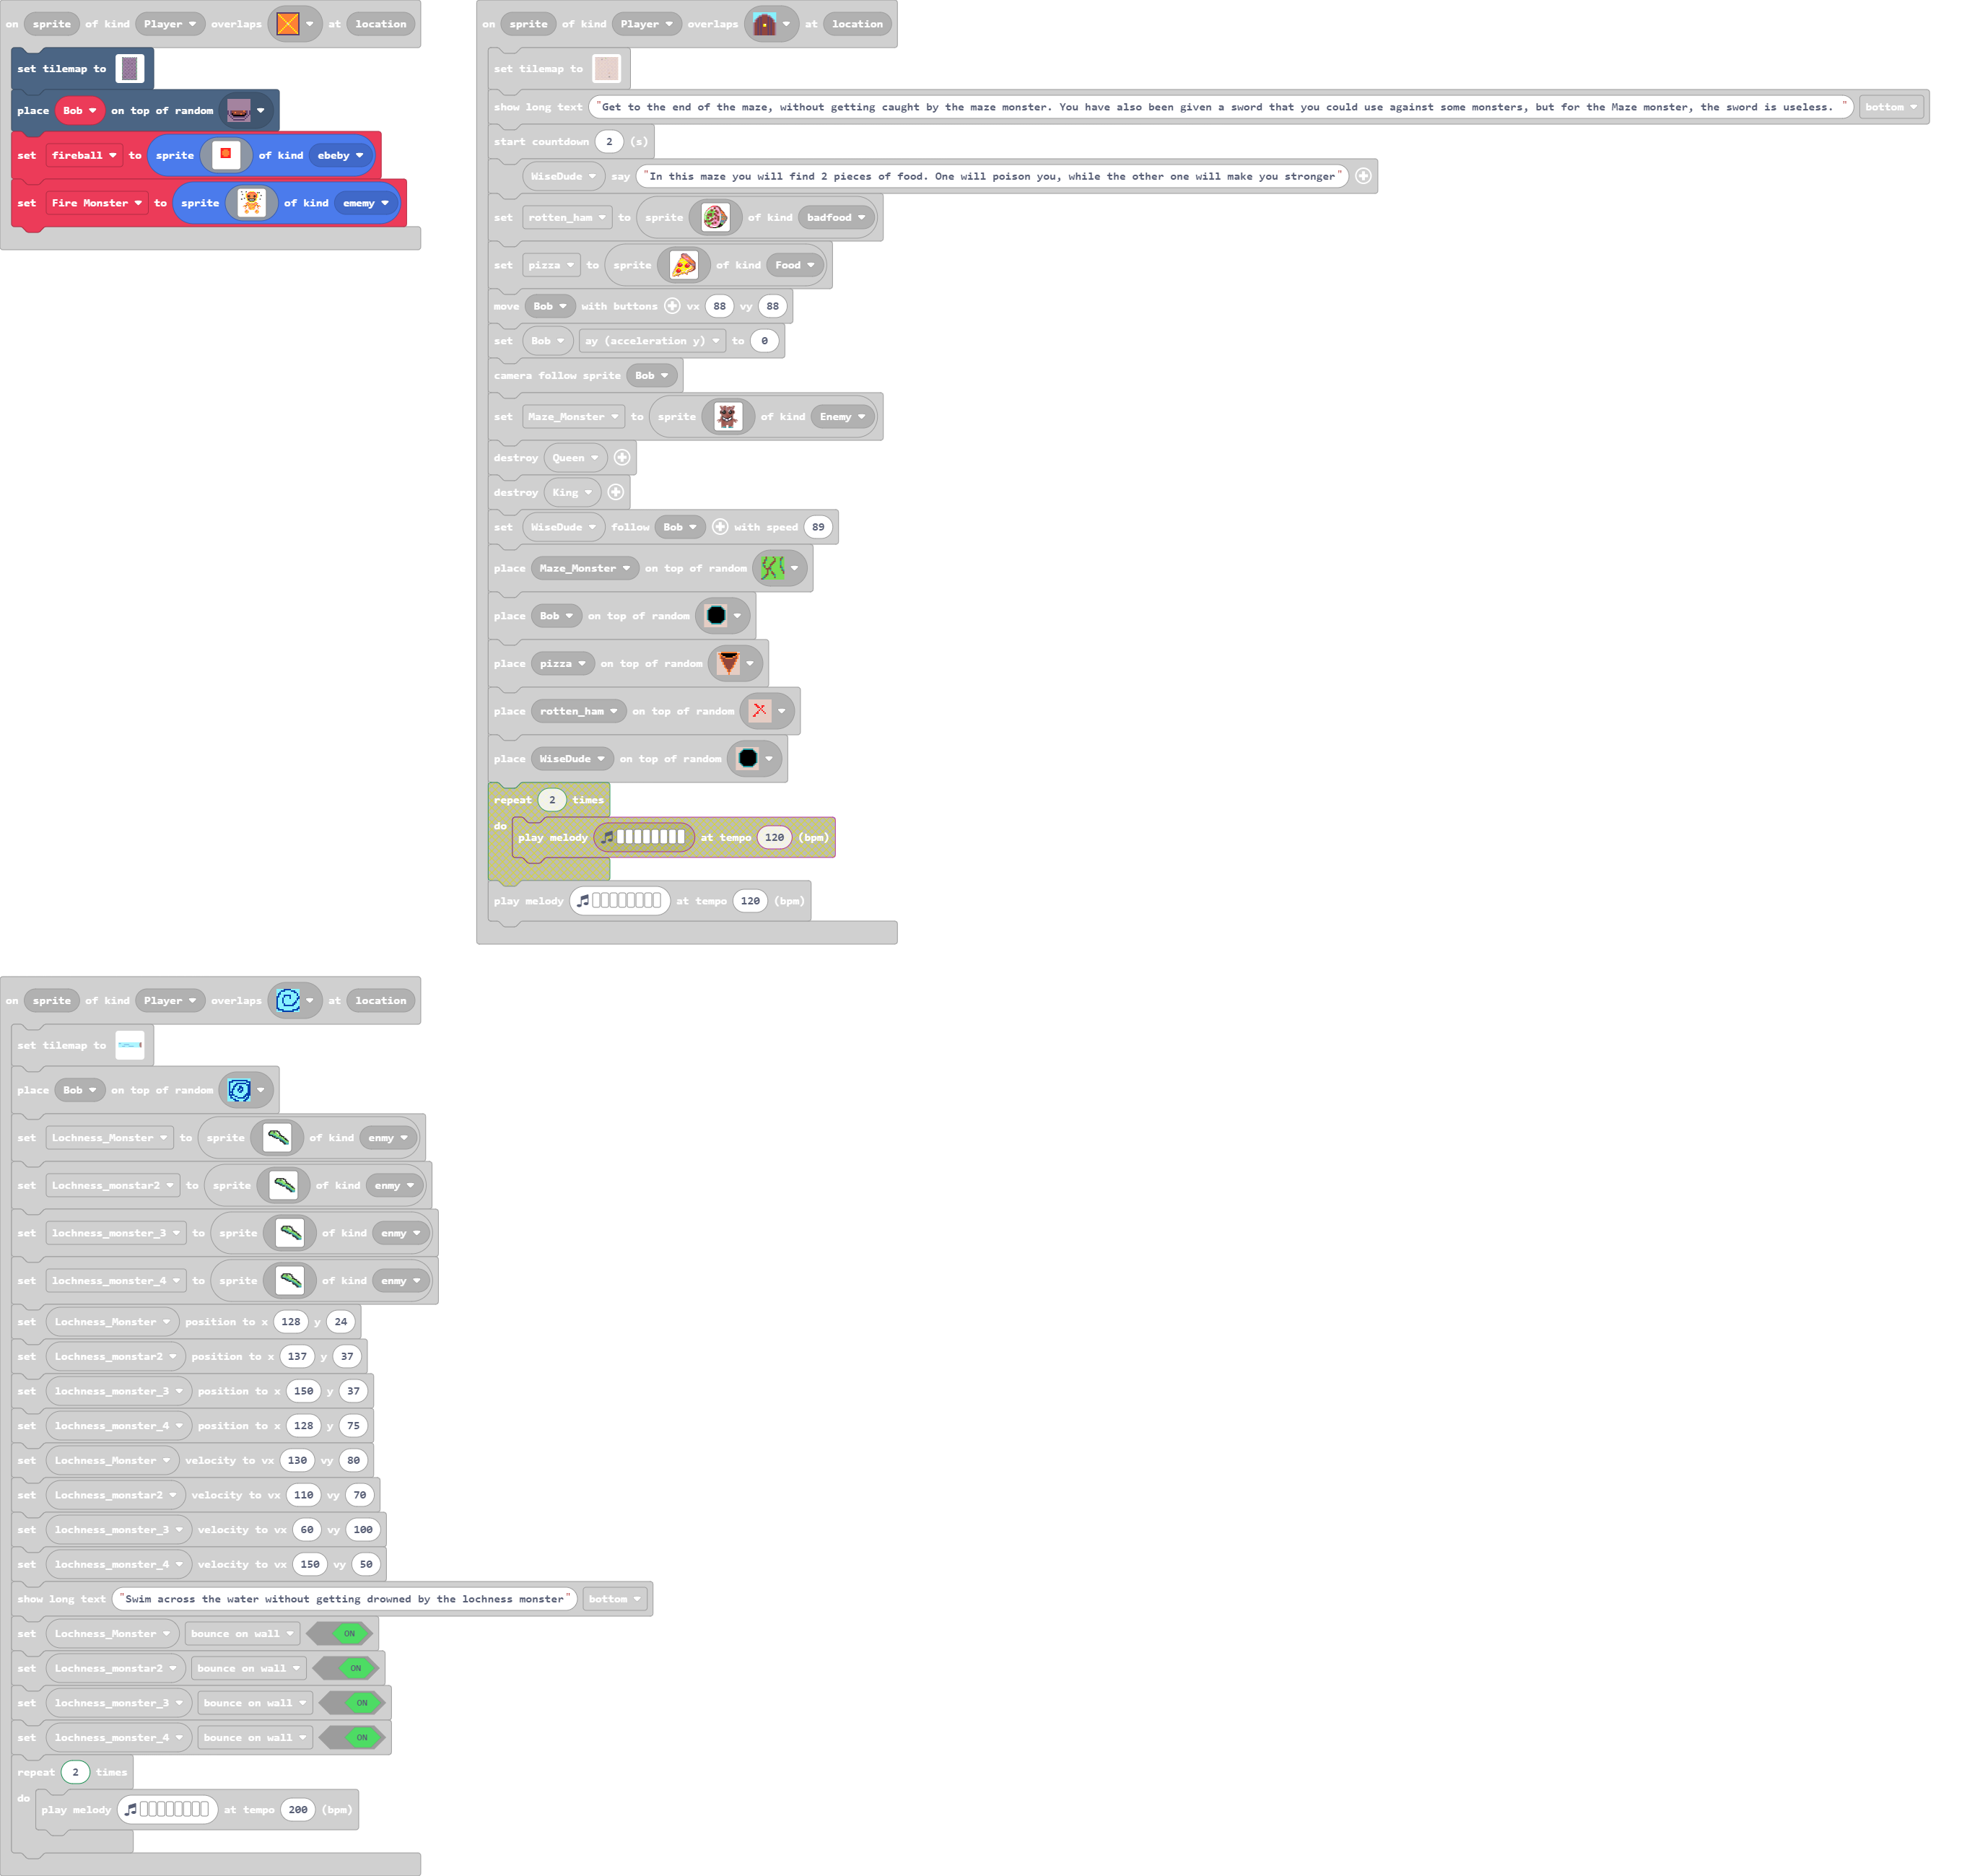 on sprite of kind Player overlaps at location
set tilemap to
place Bob on top of random
set fireball to sprite of kind ebeby
set Fire Monster to sprite of kind ememy
on sprite of kind Player overlaps at location
set tilemap to
show long text "Get to the end of the maze, without getting caught by the maze monster. You have also been given a sword that you could use against some monsters, but for the Maze monster, the sword is useless. " bottom
start countdown 2 (s)
WiseDude say "In this maze you will find 2 pieces of food. One will poison you, while the other one will make you stronger"
set rotten_ham to sprite of kind badfood
set pizza to sprite of kind Food
move Bob with buttons vx 88 vy 88
set Bob ay (acceleration y) to 0
camera follow sprite Bob
set Maze_Monster to sprite of kind Enemy
destroy Queen
destroy King
set WiseDude follow Bob with speed 89
place Maze_Monster on top of random
place Bob on top of random
place pizza on top of random
place rotten_ham on top of random
place WiseDude on top of random
repeat 2 times
do
play melody at tempo 120 (bpm)
play melody at tempo 120 (bpm)
on sprite of kind Player overlaps at location
set tilemap to
place Bob on top of random
set Lochness_Monster to sprite of kind enmy
set Lochness_monstar2 to sprite of kind enmy
set lochness_monster_3 to sprite of kind enmy
set lochness_monster_4 to sprite of kind enmy
set Lochness_Monster position to x 128 y 24
set Lochness_monstar2 position to x 137 y 37
set lochness_monster_3 position to x 150 y 37
set lochness_monster_4 position to x 128 y 75
set Lochness_Monster velocity to vx 130 vy 80
set Lochness_monstar2 velocity to vx 110 vy 70
set lochness_monster_3 velocity to vx 60 vy 100
set lochness_monster_4 velocity to vx 150 vy 50
show long text "Swim across the water without getting drowned by the lochness monster" bottom
set Lochness_Monster bounce on wall ON
set Lochness_monstar2 bounce on wall ON
set lochness_monster_3 bounce on wall ON
set lochness_monster_4 bounce on wall ON
repeat 2 times
do
play melody at tempo 200 (bpm)